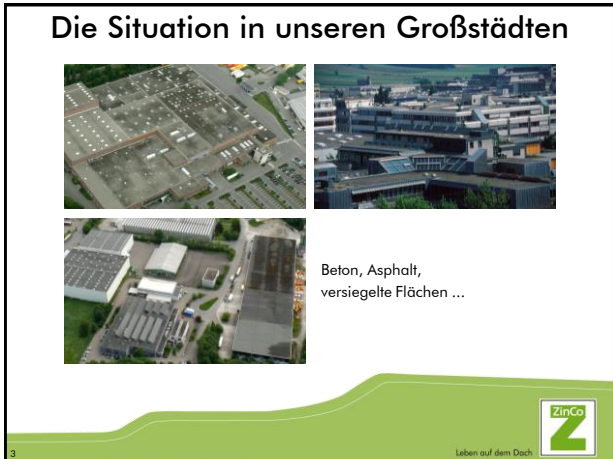 Die Situation in unseren Großstädten
Beton, Asphalt,
versiegelte Flächen ...
3
Leben auf dem Dach
ZinCo